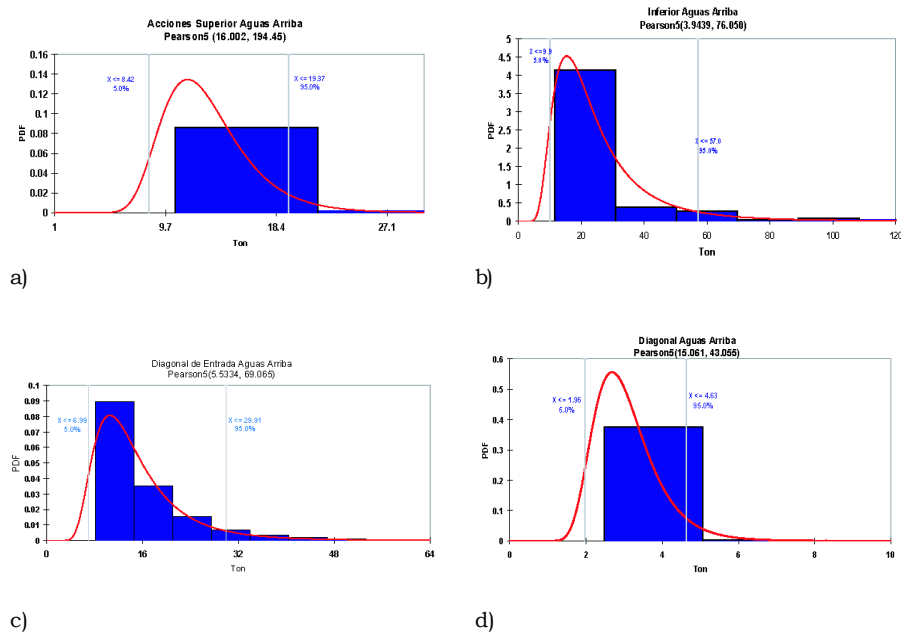 Acciones Superior Aguas Arriba
Pearson5 (16.002, 194.45)
X <= 8.42
5.0%
X <= 19.37
95.0%
PDF
0.16
0.14
0.12
0.1
0.08
0.06
0.04
0.02
0
1
9.7
18.4
27.1
Ton
a)
Inferior Aguas Arriba
Pearson5(3.9439, 76.050)
X <=9.9
5.0%
X <=57.0
95.0%
PDF
5
4.5
4
3.5
3
2.5
2
1.5
1
0.5
0
0
20
40
60
80
100
120
Ton
b)
Diagonal de Entrada Aguas Arriba
Pearson5(5.5334, 69.065)
X <= 6.99
5.0%
X <= 29.91
95.0%
PDF
0.1
0.09
0.08
0.07
0.06
0.05
0.04
0.03
0.02
0.01
0
0
16
32
48
64
Ton
c)
Diagonal Aguas Arriba
Pearson5(15.061, 43.055)
X <= 1.96
5.0%
X <= 4.63
95.0%
PDF
0.6
0.5
0.4
0.3
0.2
0.1
0
0
2
4
6
8
10
Ton
d)